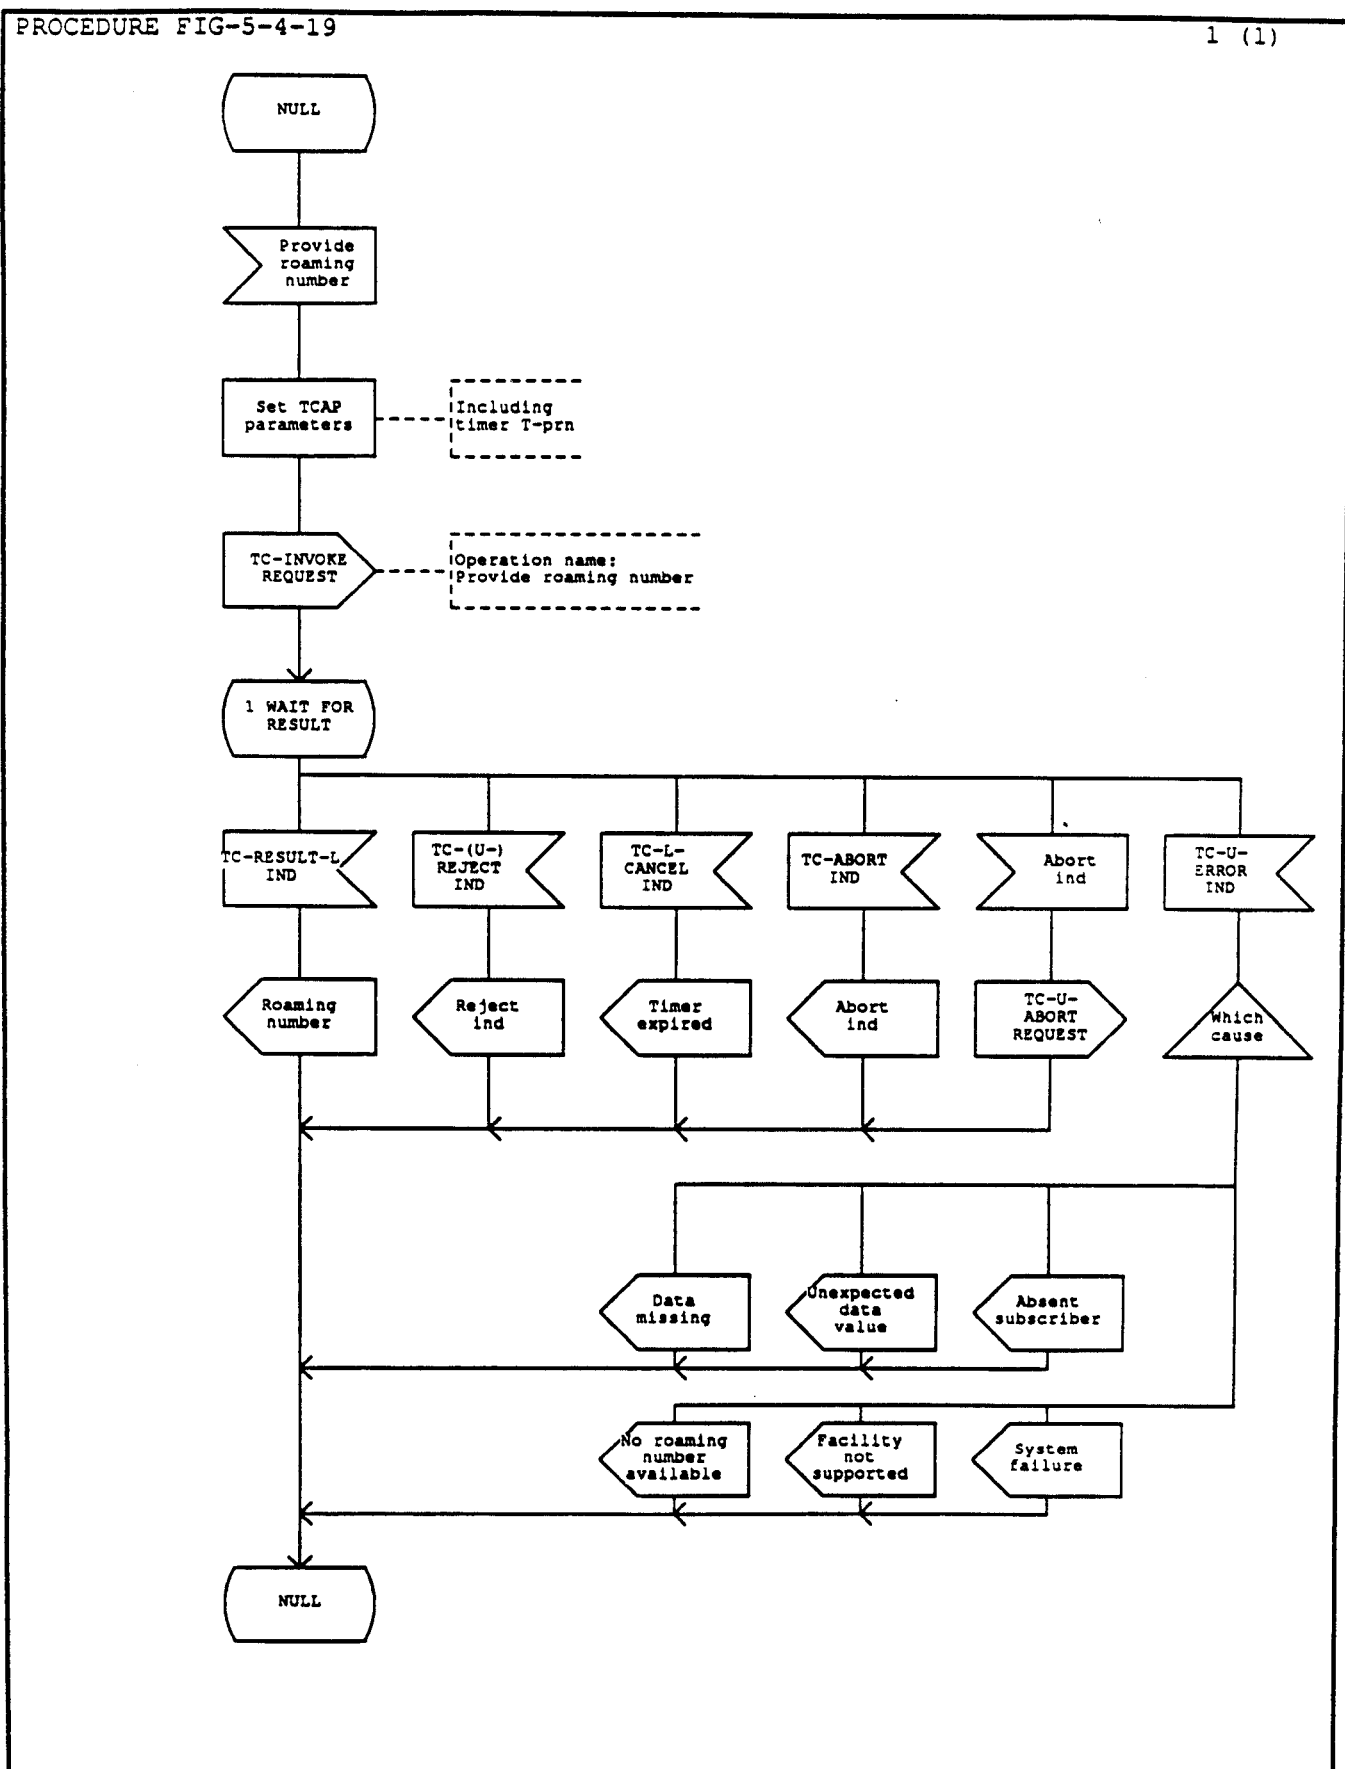 PROCEDURE FIG-5-4-19
1 (1)
NULL
Provide
roaming
number
Set TCAP
parameters
Including
timer T-prn
TC-INVOKE
REQUEST
Operation name:
Provide roaming number
1 WAIT FOR
RESULT
TC-RESULT-L
IND
TC-(U-)
REJECT
IND
TC-L-
CANCEL
IND
TC-ABORT
IND
Abort
ind
TC-U-
ERROR
IND
Roaming
number
Reject
ind
Timer
expired
Abort
ind
TC-U-
ABORT
REQUEST
Which
cause
Data
missing
Unexpected
data
value
Absent
subscriber
No roaming
number
available
Facility
not
supported
System
failure
NULL